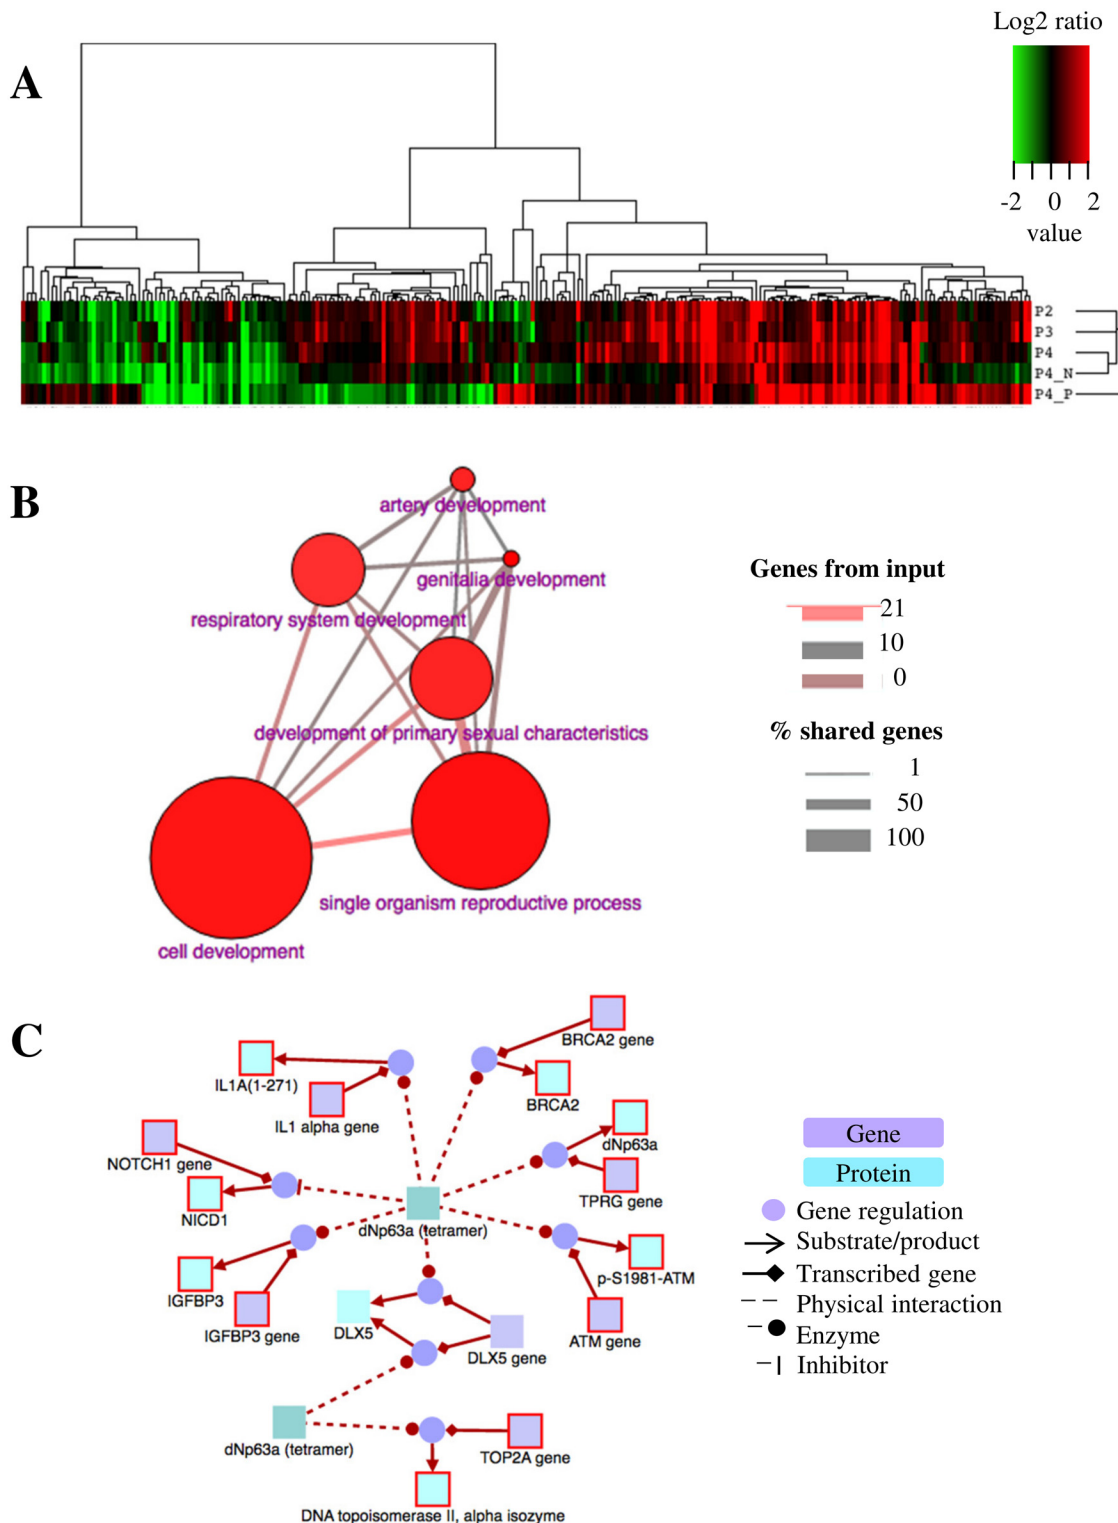 Log2 ratio
A
-2 0 2
value
P2
P3
P4
P4_N
P4_P
B
artery development
genitalia development
respiratory system development
development of primary sexual characteristics
single organism reproductive process
cell development
Genes from input
21
10
0
% shared genes
1
50
100
C
BRCA2 gene
IL1A(1-271)
BRCA2
IL1 alpha gene
dNp63a
NOTCH1 gene
TPRG gene
NICD1
dNp63a (tetramer)
p-S1981-ATM
IGFBP3
IGFBP3 gene
DLX5
ATM gene
DLX5 gene
dNp63a (tetramer)
TOP2A gene
DNA topoisomerase II, alpha isozyme
Gene
Protein
Gene regulation
Substrate/product
Transcribed gene
Physical interaction
Enzyme
Inhibitor